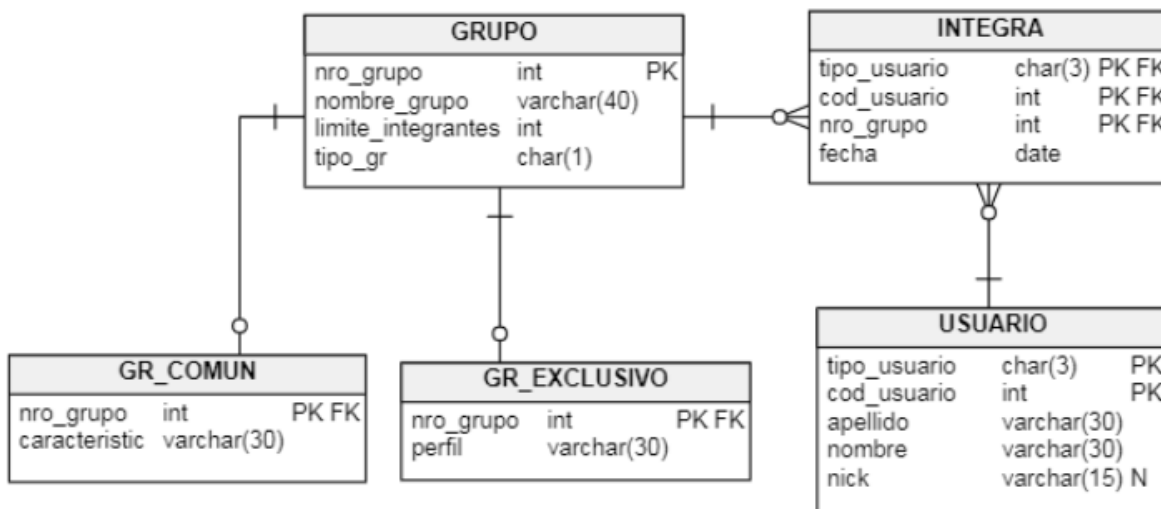 GRUPO
nro_grupo int PK
nombre_grupo varchar(40)
limite_integrantes int
tipo_gr char(1)
INTEGRA
tipo_usuario char(3) PK FK
cod_usuario int PK FK
nro_grupo int PK FK
fecha date
GR_COMUN
nro_grupo int PK FK
caracteristic varchar(30)
GR_EXCLUSIVO
nro_grupo int PK FK
perfil varchar(30)
USUARIO
tipo_usuario char(3) PK
cod_usuario int PK
apellido varchar(30)
nombre varchar(30)
nick varchar(15) N